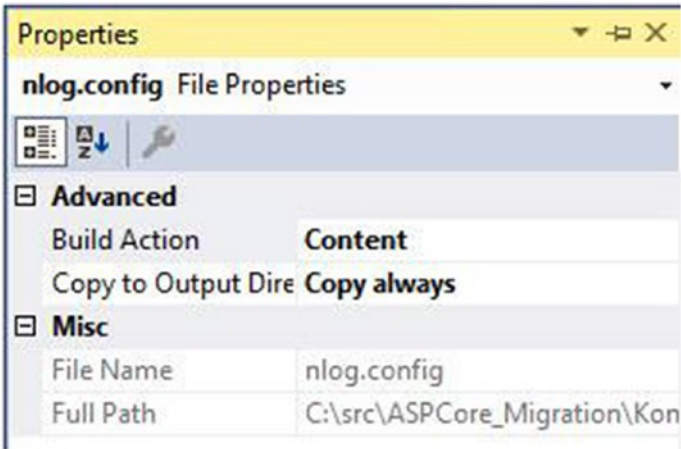 Properties
nlog.config File Properties
Advanced
Build Action Content
Copy to Output Dire Copy always
Misc
File Name nlog.config
Full Path C:\src\ASPCore_Migration\Kon